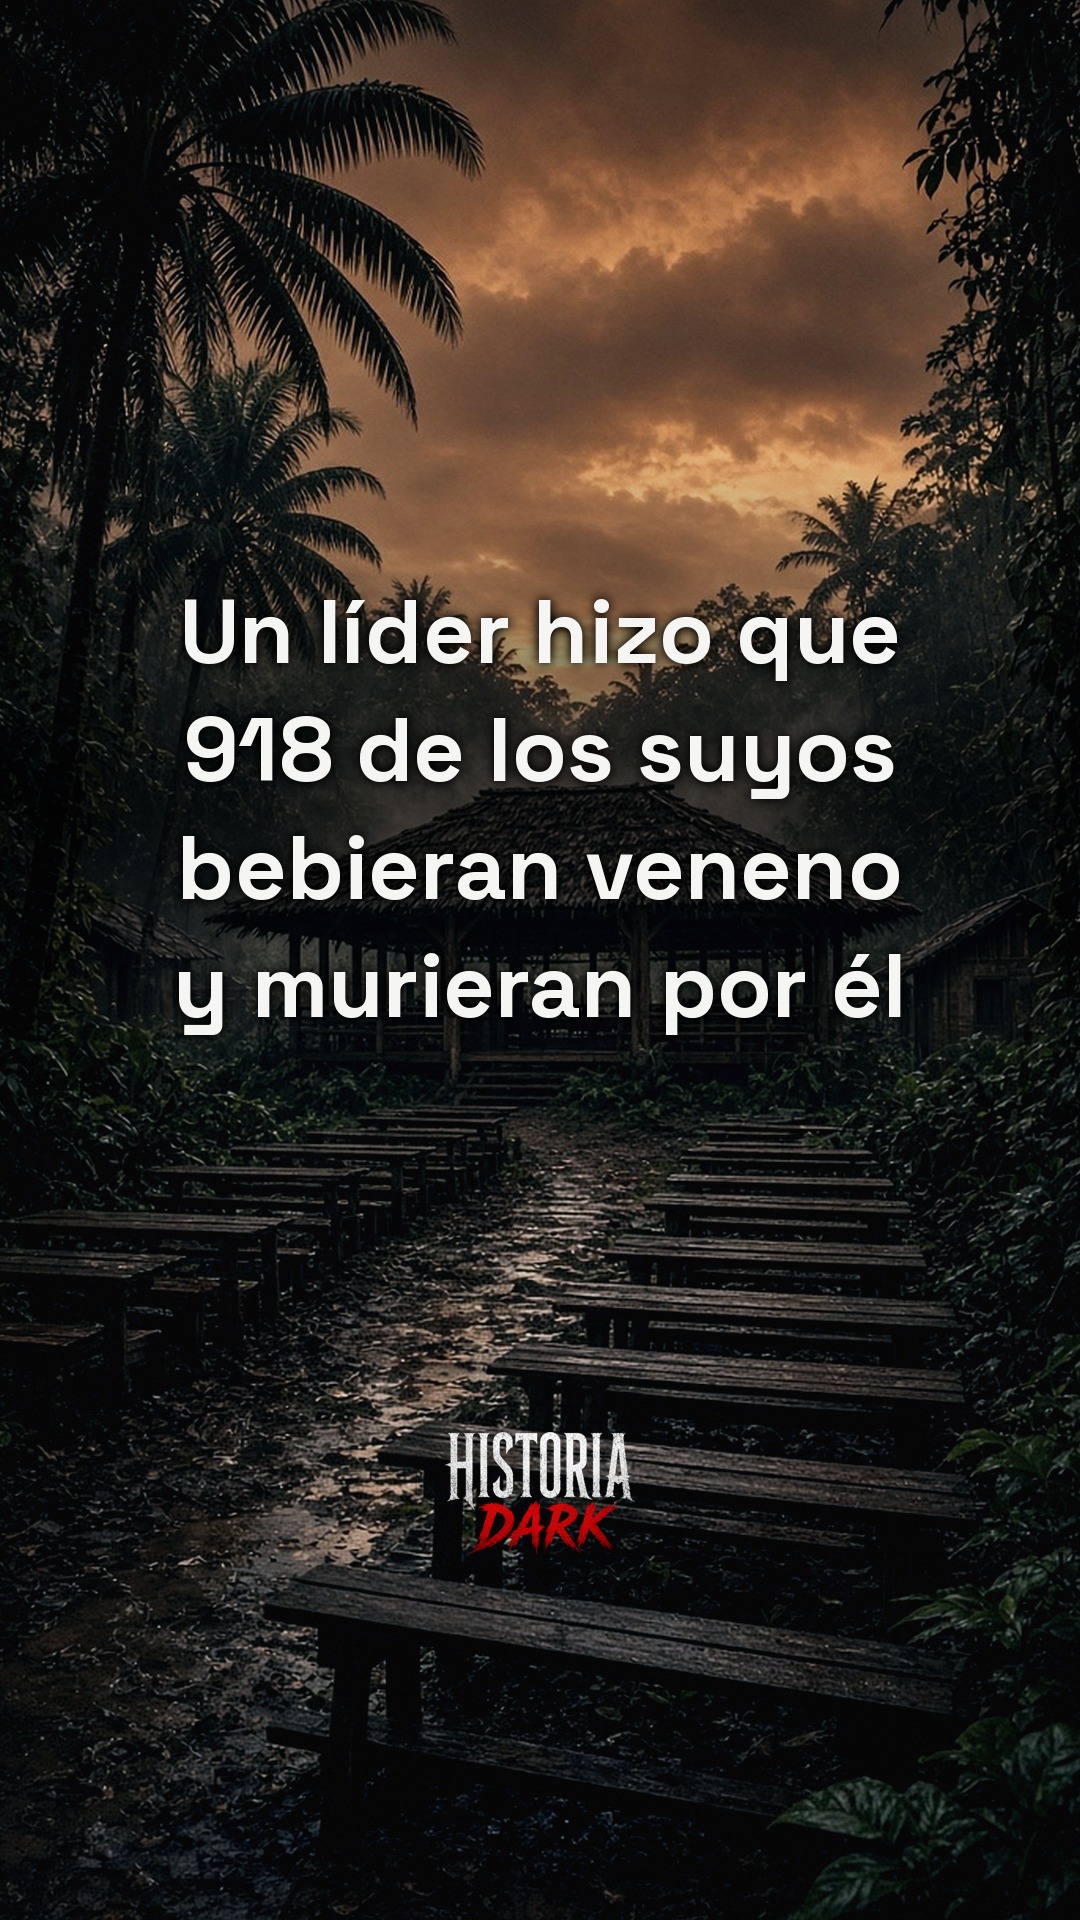 Un líder hizo que
918 de los suyos
bebieran veneno
y murieran por él
HISTORIA
DARK